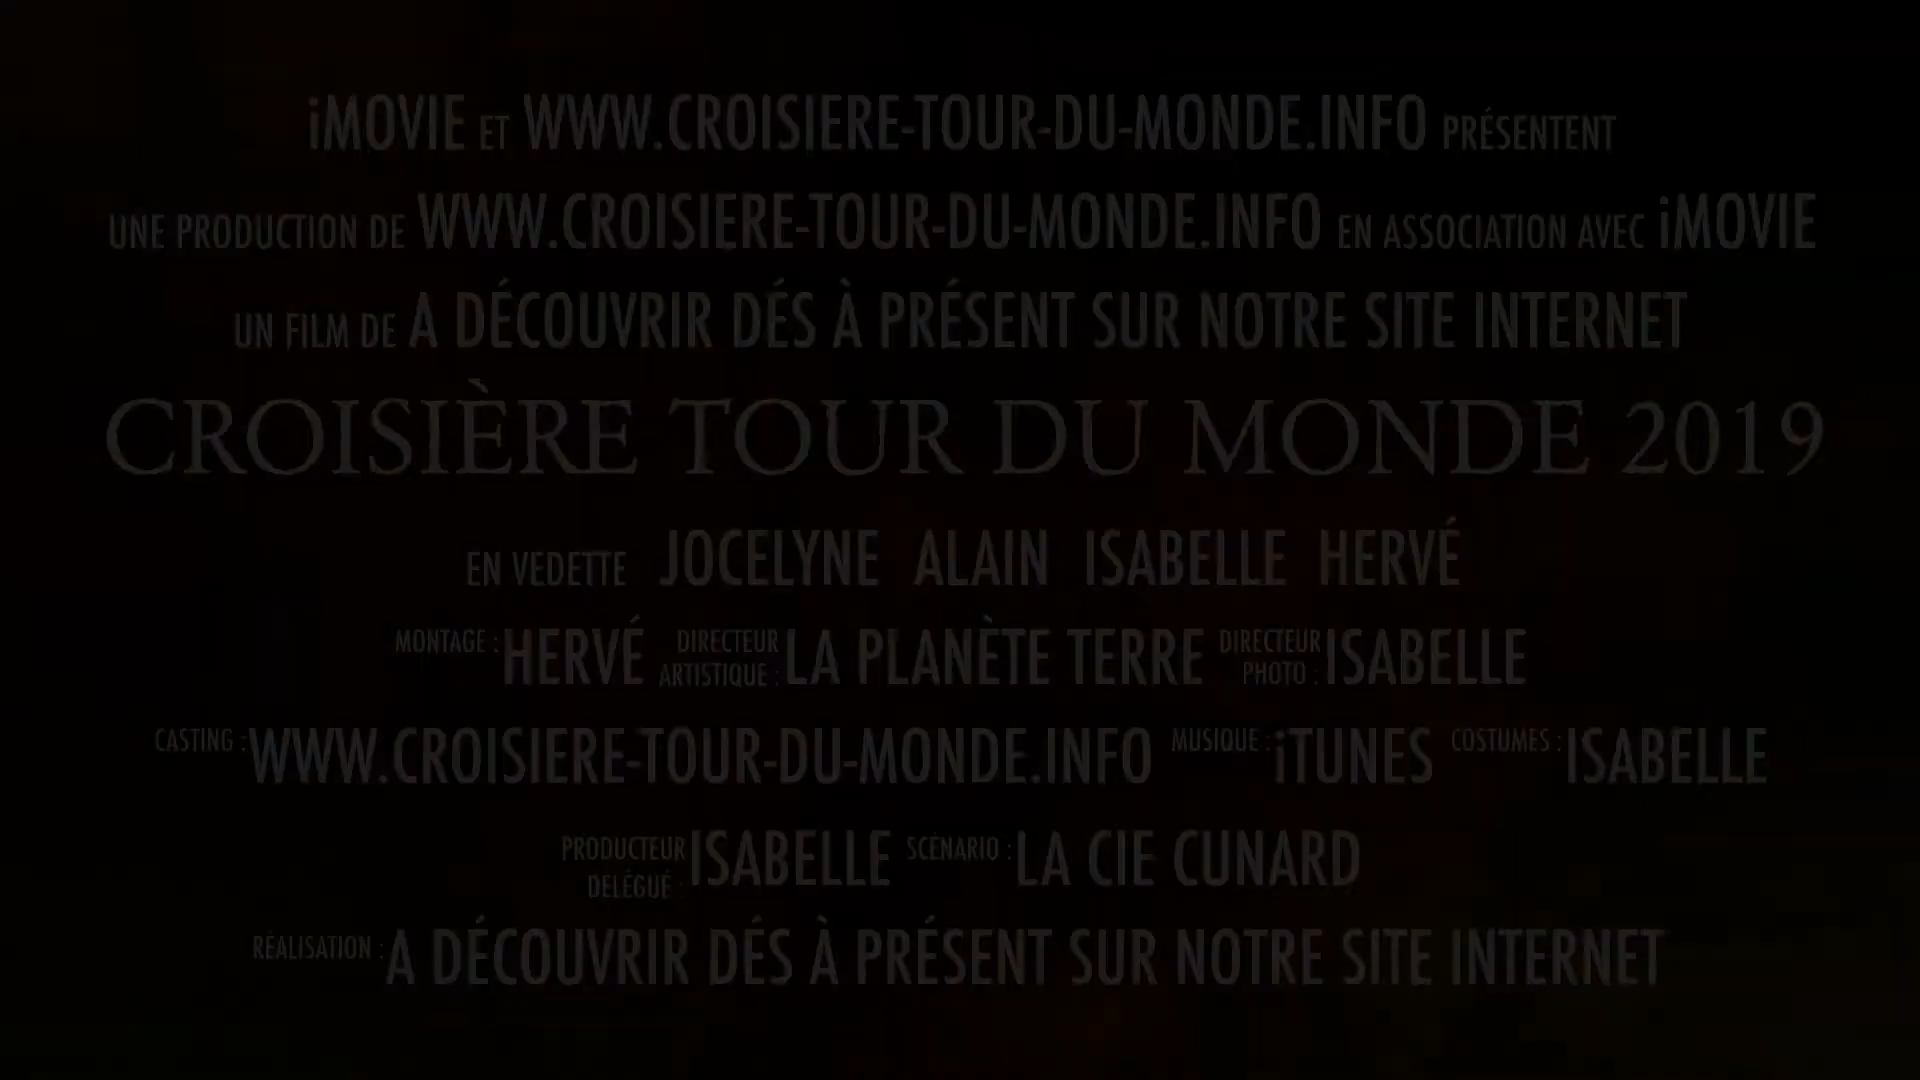 iMOVIE ET WWW.CROISIERE-TOUR-DU-MONDE.INFO PRÉSENTENT
UNE PRODUCTION DE WWW.CROISIERE-TOUR-DU-MONDE.INFO EN ASSOCIATION AVEC iMOVIE
UN FILM DE A DÉCOUVRIR DÉS À PRÉSENT SUR NOTRE SITE INTERNET
CROISIÈRE TOUR DU MONDE 2019
EN VEDETTE JOCELYNE ALAIN ISABELLE HERVÉ
MONTAGE : HERVÉ DIRECTEUR ARTISTIQUE : LA PLANÈTE TERRE DIRECTEUR PHOTO : ISABELLE
CASTING : WWW.CROISIERE-TOUR-DU-MONDE.INFO MUSIQUE : iTUNES COSTUMES : ISABELLE
PRODUCTEUR DELÉGUÉ : ISABELLE SCÉNARIO : LA CIE CUNARD
RÉALISATION : A DÉCOUVRIR DÉS À PRÉSENT SUR NOTRE SITE INTERNET